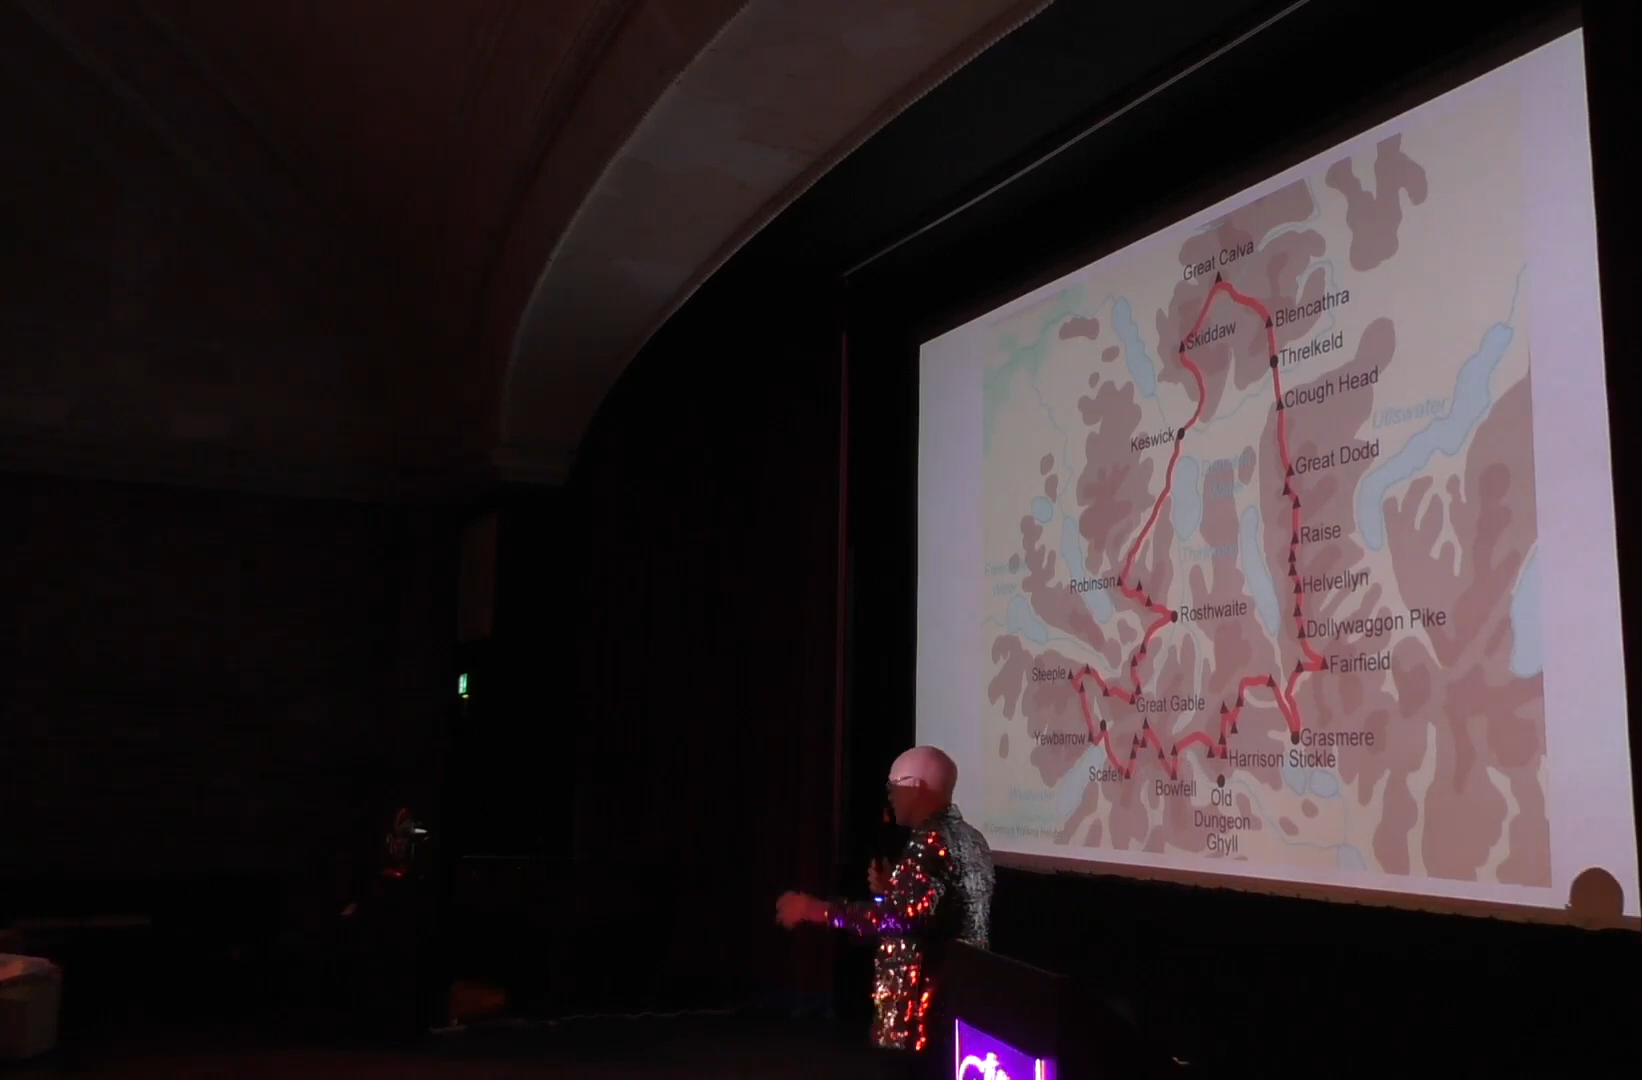 Great Calva
Blencathra
Skiddaw
Threlkeld
Clough Head
Ullswater
Keswick
Great Dodd
Raise
Robinson
Helvellyn
Rosthwaite
Dollywaggon Pike
Fairfield
Steeple
Great Gable
Yewbarrow
Grasmere
Harrison Stickle
Scafell
Bowfell
Old
Dungeon
Ghyll